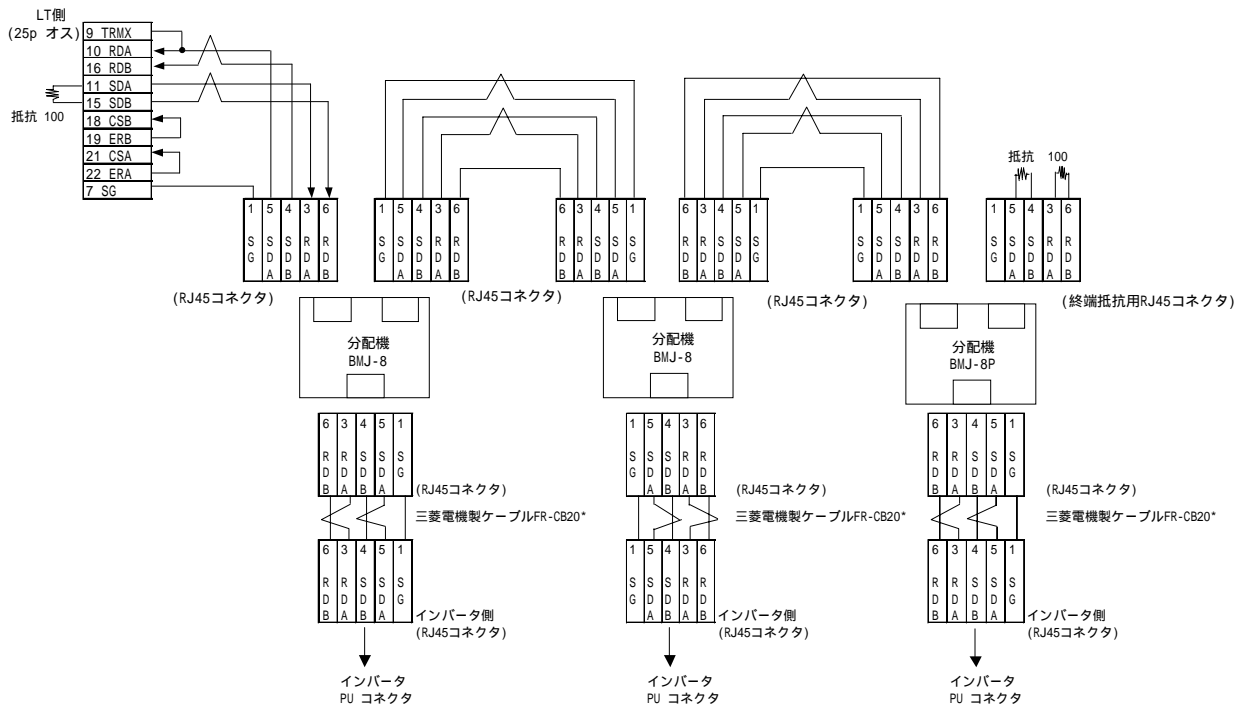 LT側
(25p オス)
9 TRMX
10 RDA
16 RDB
11 SDA
15 SDB
18 CSB
19 ERB
21 CSA
22 ERA
7 SG
抵抗 100
抵抗 100
1 SG
5 SDA
4 SDB
3 RDA
6 RDB
1 SG
5 SDA
4 SDB
3 RDA
6 RDB
6 RDB
3 RDA
4 SDB
5 SDA
1 SG
6 RDB
3 RDA
4 SDB
5 SDA
1 SG
1 SG
5 SDA
4 SDB
3 RDA
6 RDB
1 SG
5 SDA
4 SDB
3 RDA
6 RDB
(RJ45コネクタ)
(RJ45コネクタ)
(RJ45コネクタ)
(終端抵抗用RJ45コネクタ)
分配機
BMJ-8
分配機
BMJ-8
分配機
BMJ-8P
6 RDB
3 RDA
4 SDB
5 SDA
1 SG
(RJ45コネクタ)
1 SG
5 SDA
4 SDB
3 RDA
6 RDB
(RJ45コネクタ)
6 RDB
3 RDA
4 SDB
5 SDA
1 SG
(RJ45コネクタ)
三菱電機製ケーブルFR-CB20*
三菱電機製ケーブルFR-CB20*
三菱電機製ケーブルFR-CB20*
6 RDB
3 RDA
4 SDB
5 SDA
1 SG
インバータ側
(RJ45コネクタ)
1 SG
5 SDA
4 SDB
3 RDA
6 RDB
インバータ側
(RJ45コネクタ)
6 RDB
3 RDA
4 SDB
5 SDA
1 SG
インバータ側
(RJ45コネクタ)
インバータ
PU コネクタ
インバータ
PU コネクタ
インバータ
PU コネクタ